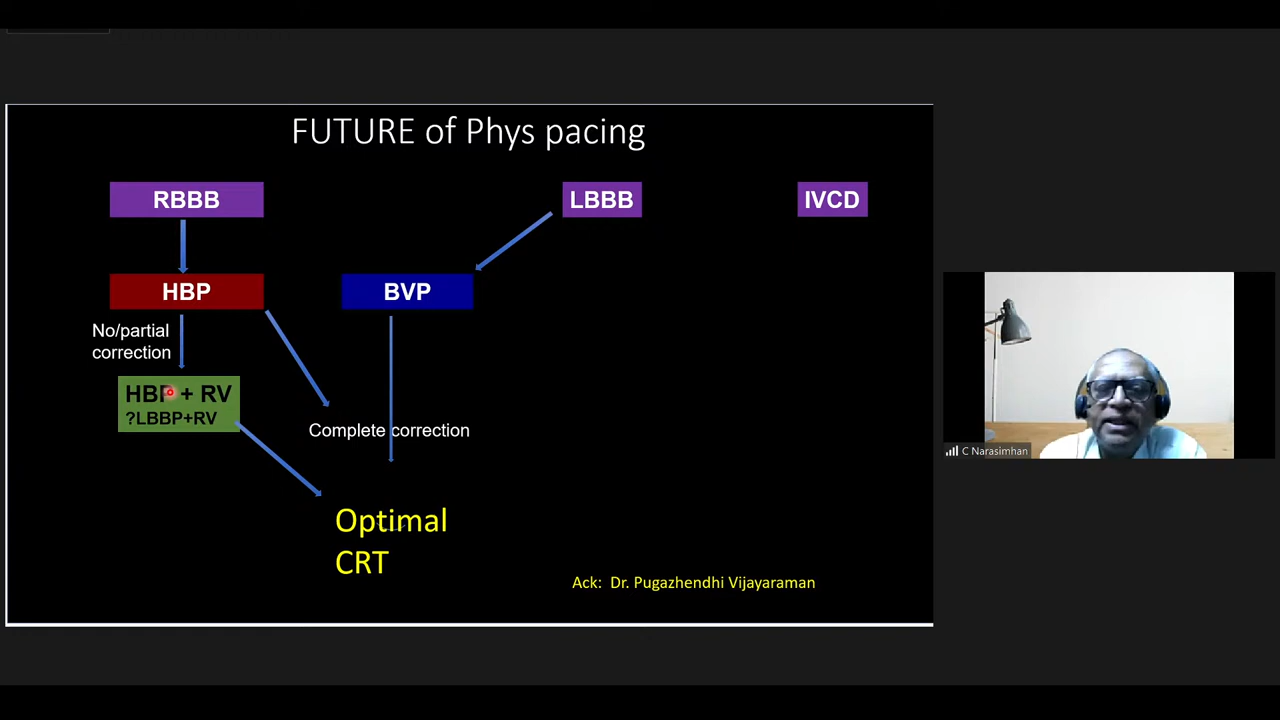 FUTURE of Phys pacing
RBBB
LBBB
IVCD
HBP
BVP
No/partial
correction
HBP + RV
?LBBP+RV
Complete correction
Optimal
CRT
Ack: Dr. Pugazhendhi Vijayaraman
C Narasimhan